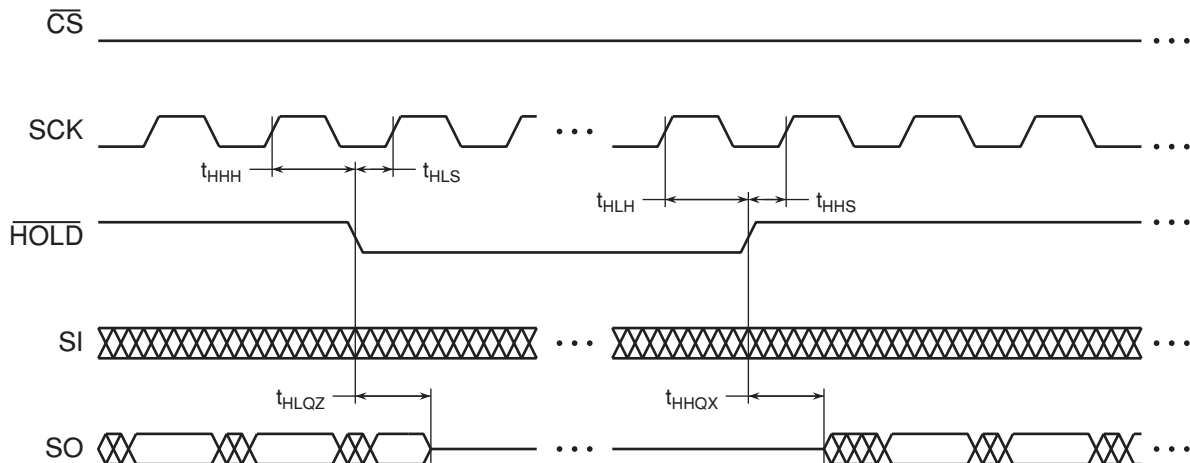 CS
SCK
tHHH
tHLS
tHLH
tHHS
HOLD
SI
tHLQZ
tHHQX
SO